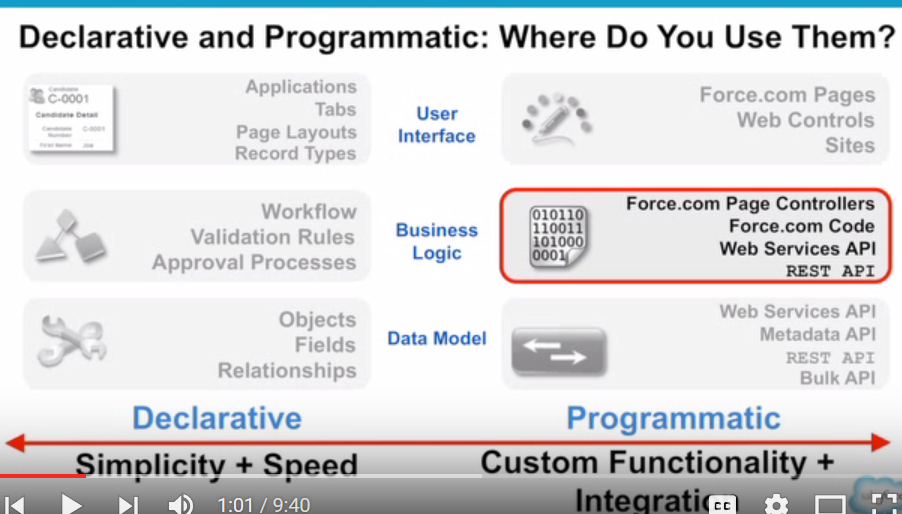 Declarative and Programmatic: Where Do You Use Them?
Candidate
C-0001
Candidate Detail
Candidate Number C-0001
First Name Joe
Applications
Tabs
Page Layouts
Record Types
User
Interface
Force.com Pages
Web Controls
Sites
Workflow
Validation Rules
Approval Processes
Business
Logic
010110
110011
101000
0001
Force.com Page Controllers
Force.com Code
Web Services API
REST API
Objects
Fields
Relationships
Data Model
Web Services API
Metadata API
REST API
Bulk API
Declarative
Programmatic
Simplicity + Speed
Custom Functionality +
Integration
1:01 / 9:40
CC